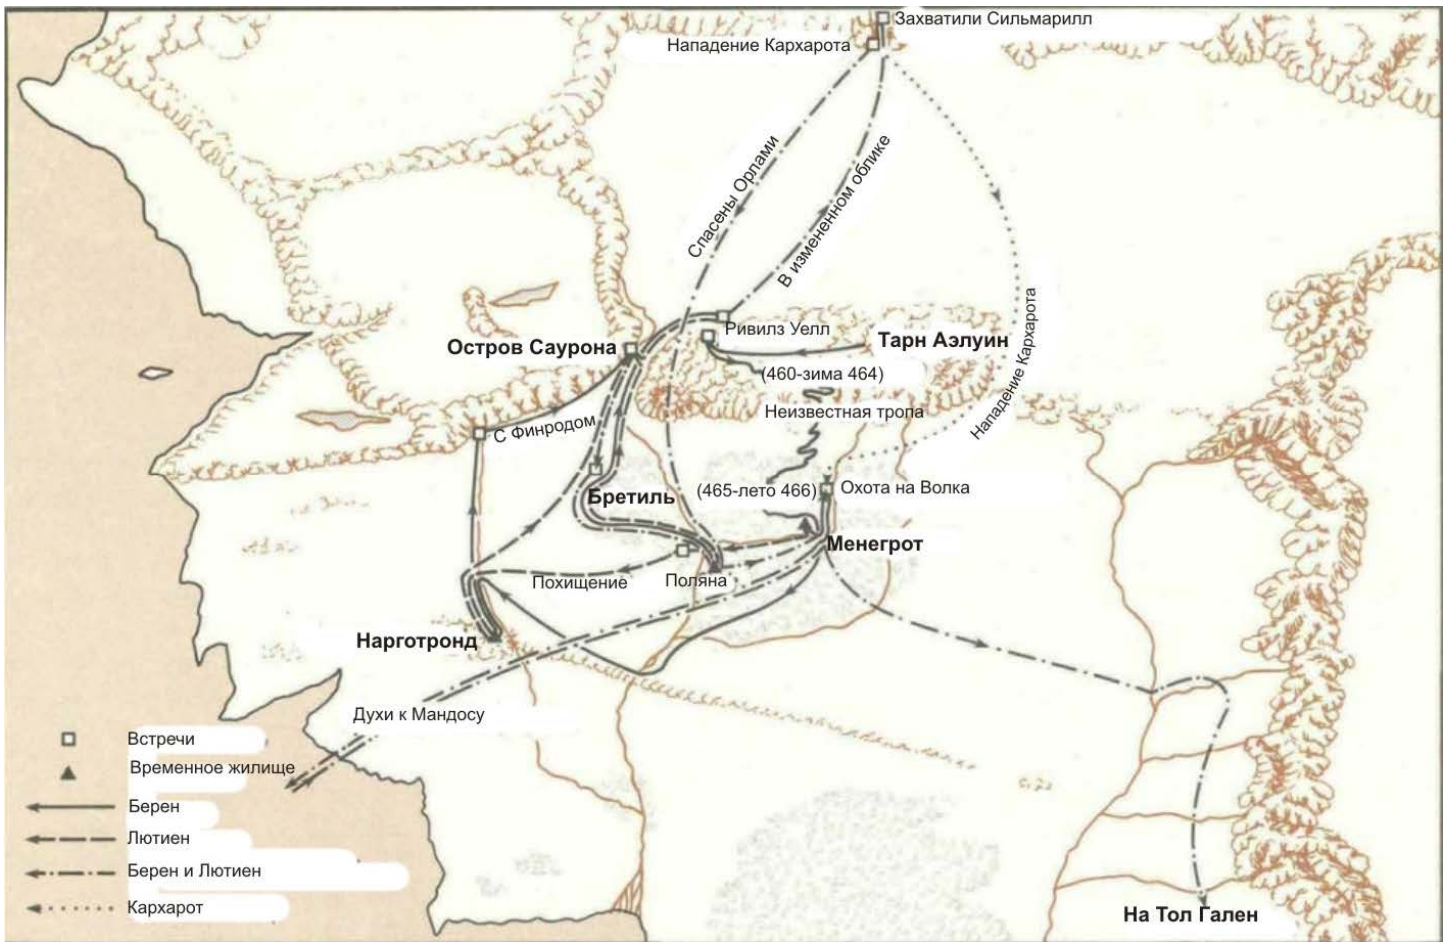 Захватили Сильмарилл
Нападение Кархарота
Спасены Орлами
В измененном облике
Нападение Кархарота
Ривилз Уелл
Остров Саурона
Тарн Аэлуин
(460-зима 464)
Неизвестная тропа
С Финродом
Бретиль
(465-лето 466)
Охота на Волка
Менегрот
Похищение
Поляна
Нарготронд
Духи к Мандосу
Встречи
Временное жилище
Берен
Лютиен
Берен и Лютиен
Кархарот
На Тол Гален